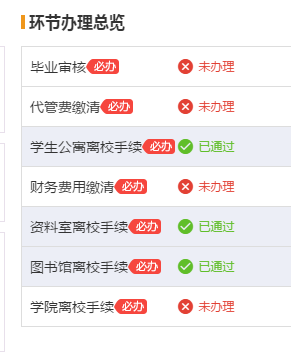 环节办理总览
毕业审核 必办 未办理
代管费缴清 必办 未办理
学生公寓离校手续 必办 已通过
财务费用缴清 必办 未办理
资料室离校手续 必办 已通过
图书馆离校手续 必办 已通过
学院离校手续 必办 未办理